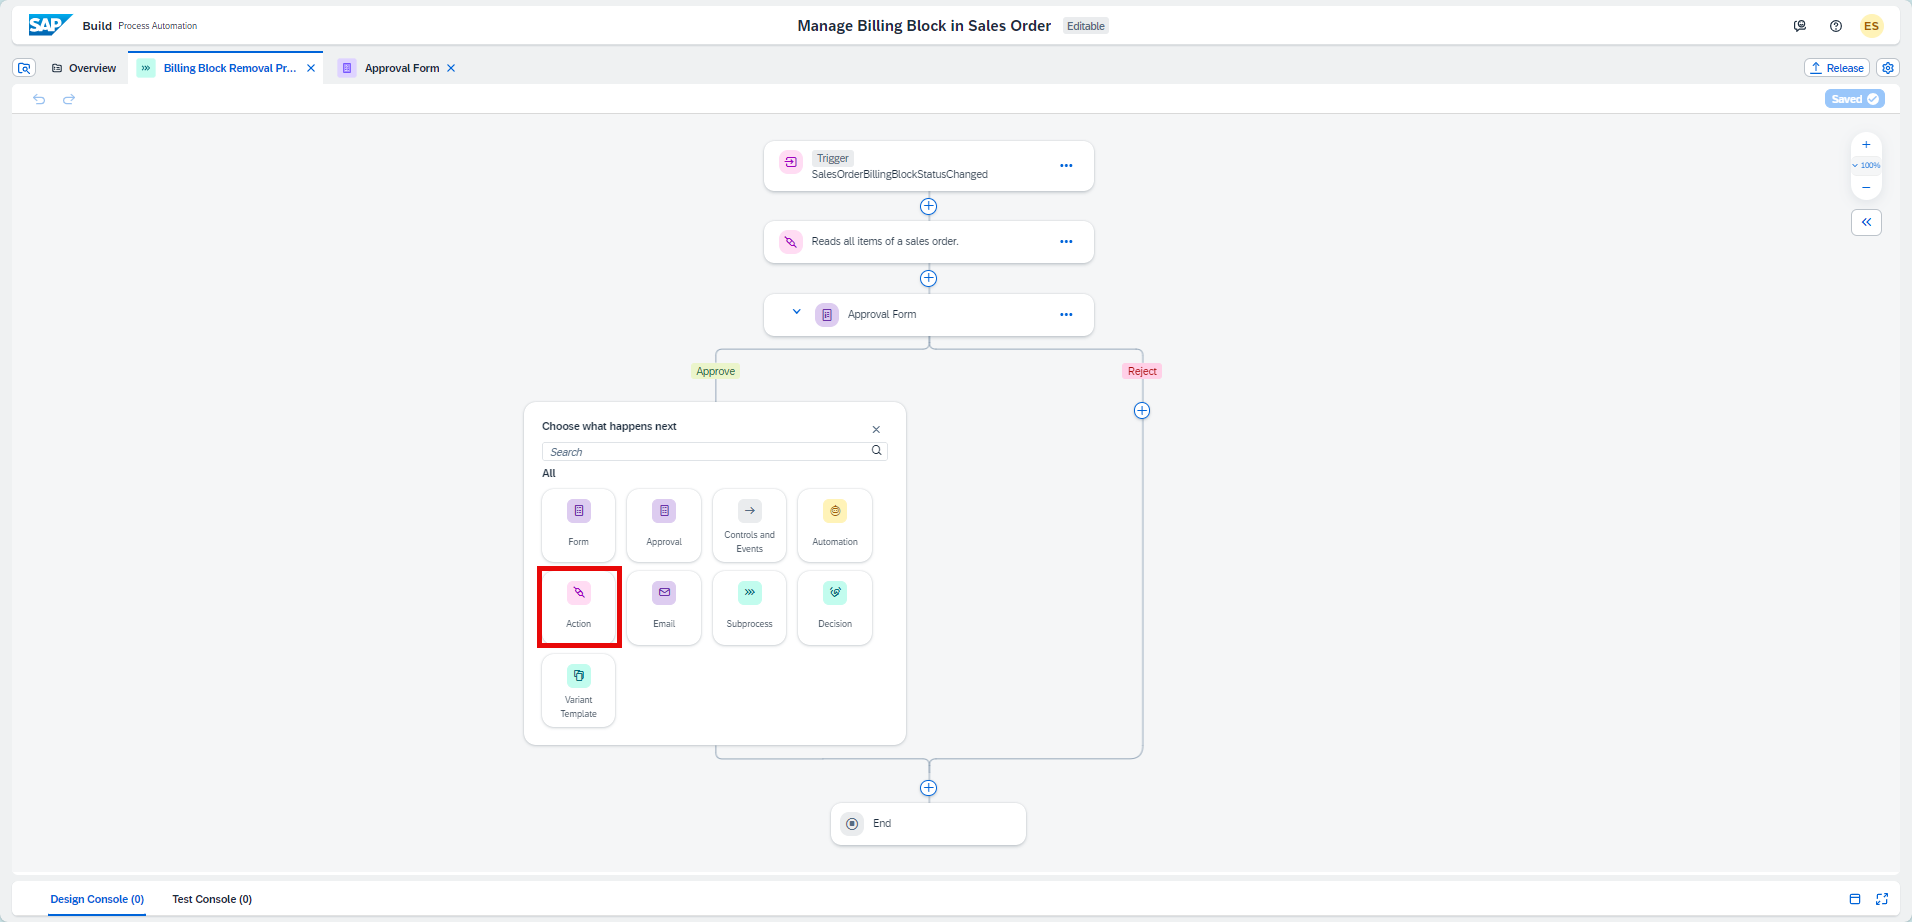 SAP Build Process Automation
Manage Billing Block in Sales Order Editable
ES
Overview
Billing Block Removal Pr...
Approval Form
Release
Saved
Trigger
SalesOrderBillingBlockStatusChanged
100%
Reads all items of a sales order.
Approval Form
Approve
Reject
Choose what happens next
Search
All
Form
Approval
Controls and
Events
Automation
Action
Email
Subprocess
Decision
Variant
Template
End
Design Console (0)
Test Console (0)